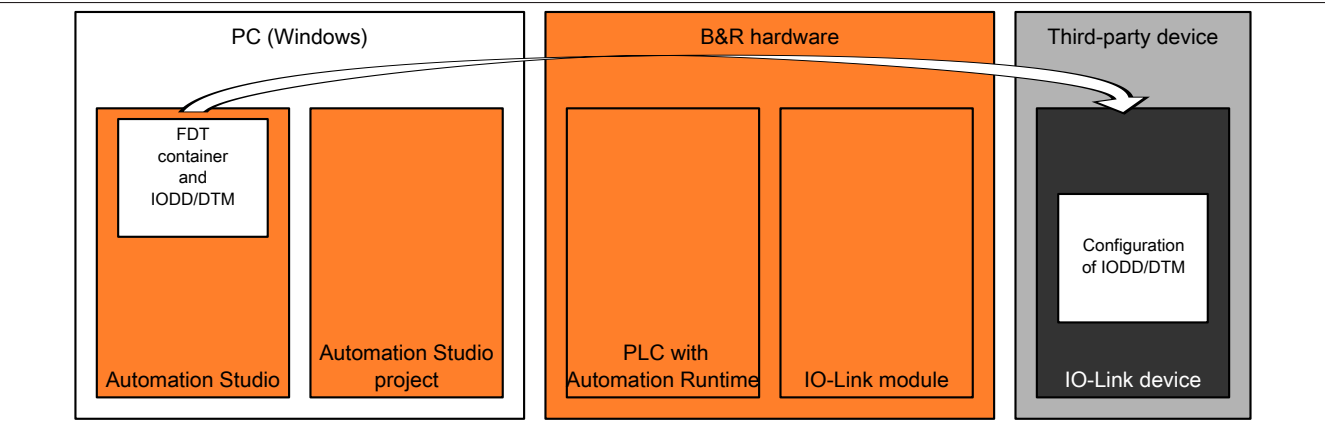 PC (Windows)
B&R hardware
Third-party device
FDT
container
and
IODD/DTM
Configuration
of IODD/DTM
Automation Studio
Automation Studio
project
PLC with
Automation Runtime
IO-Link module
IO-Link device